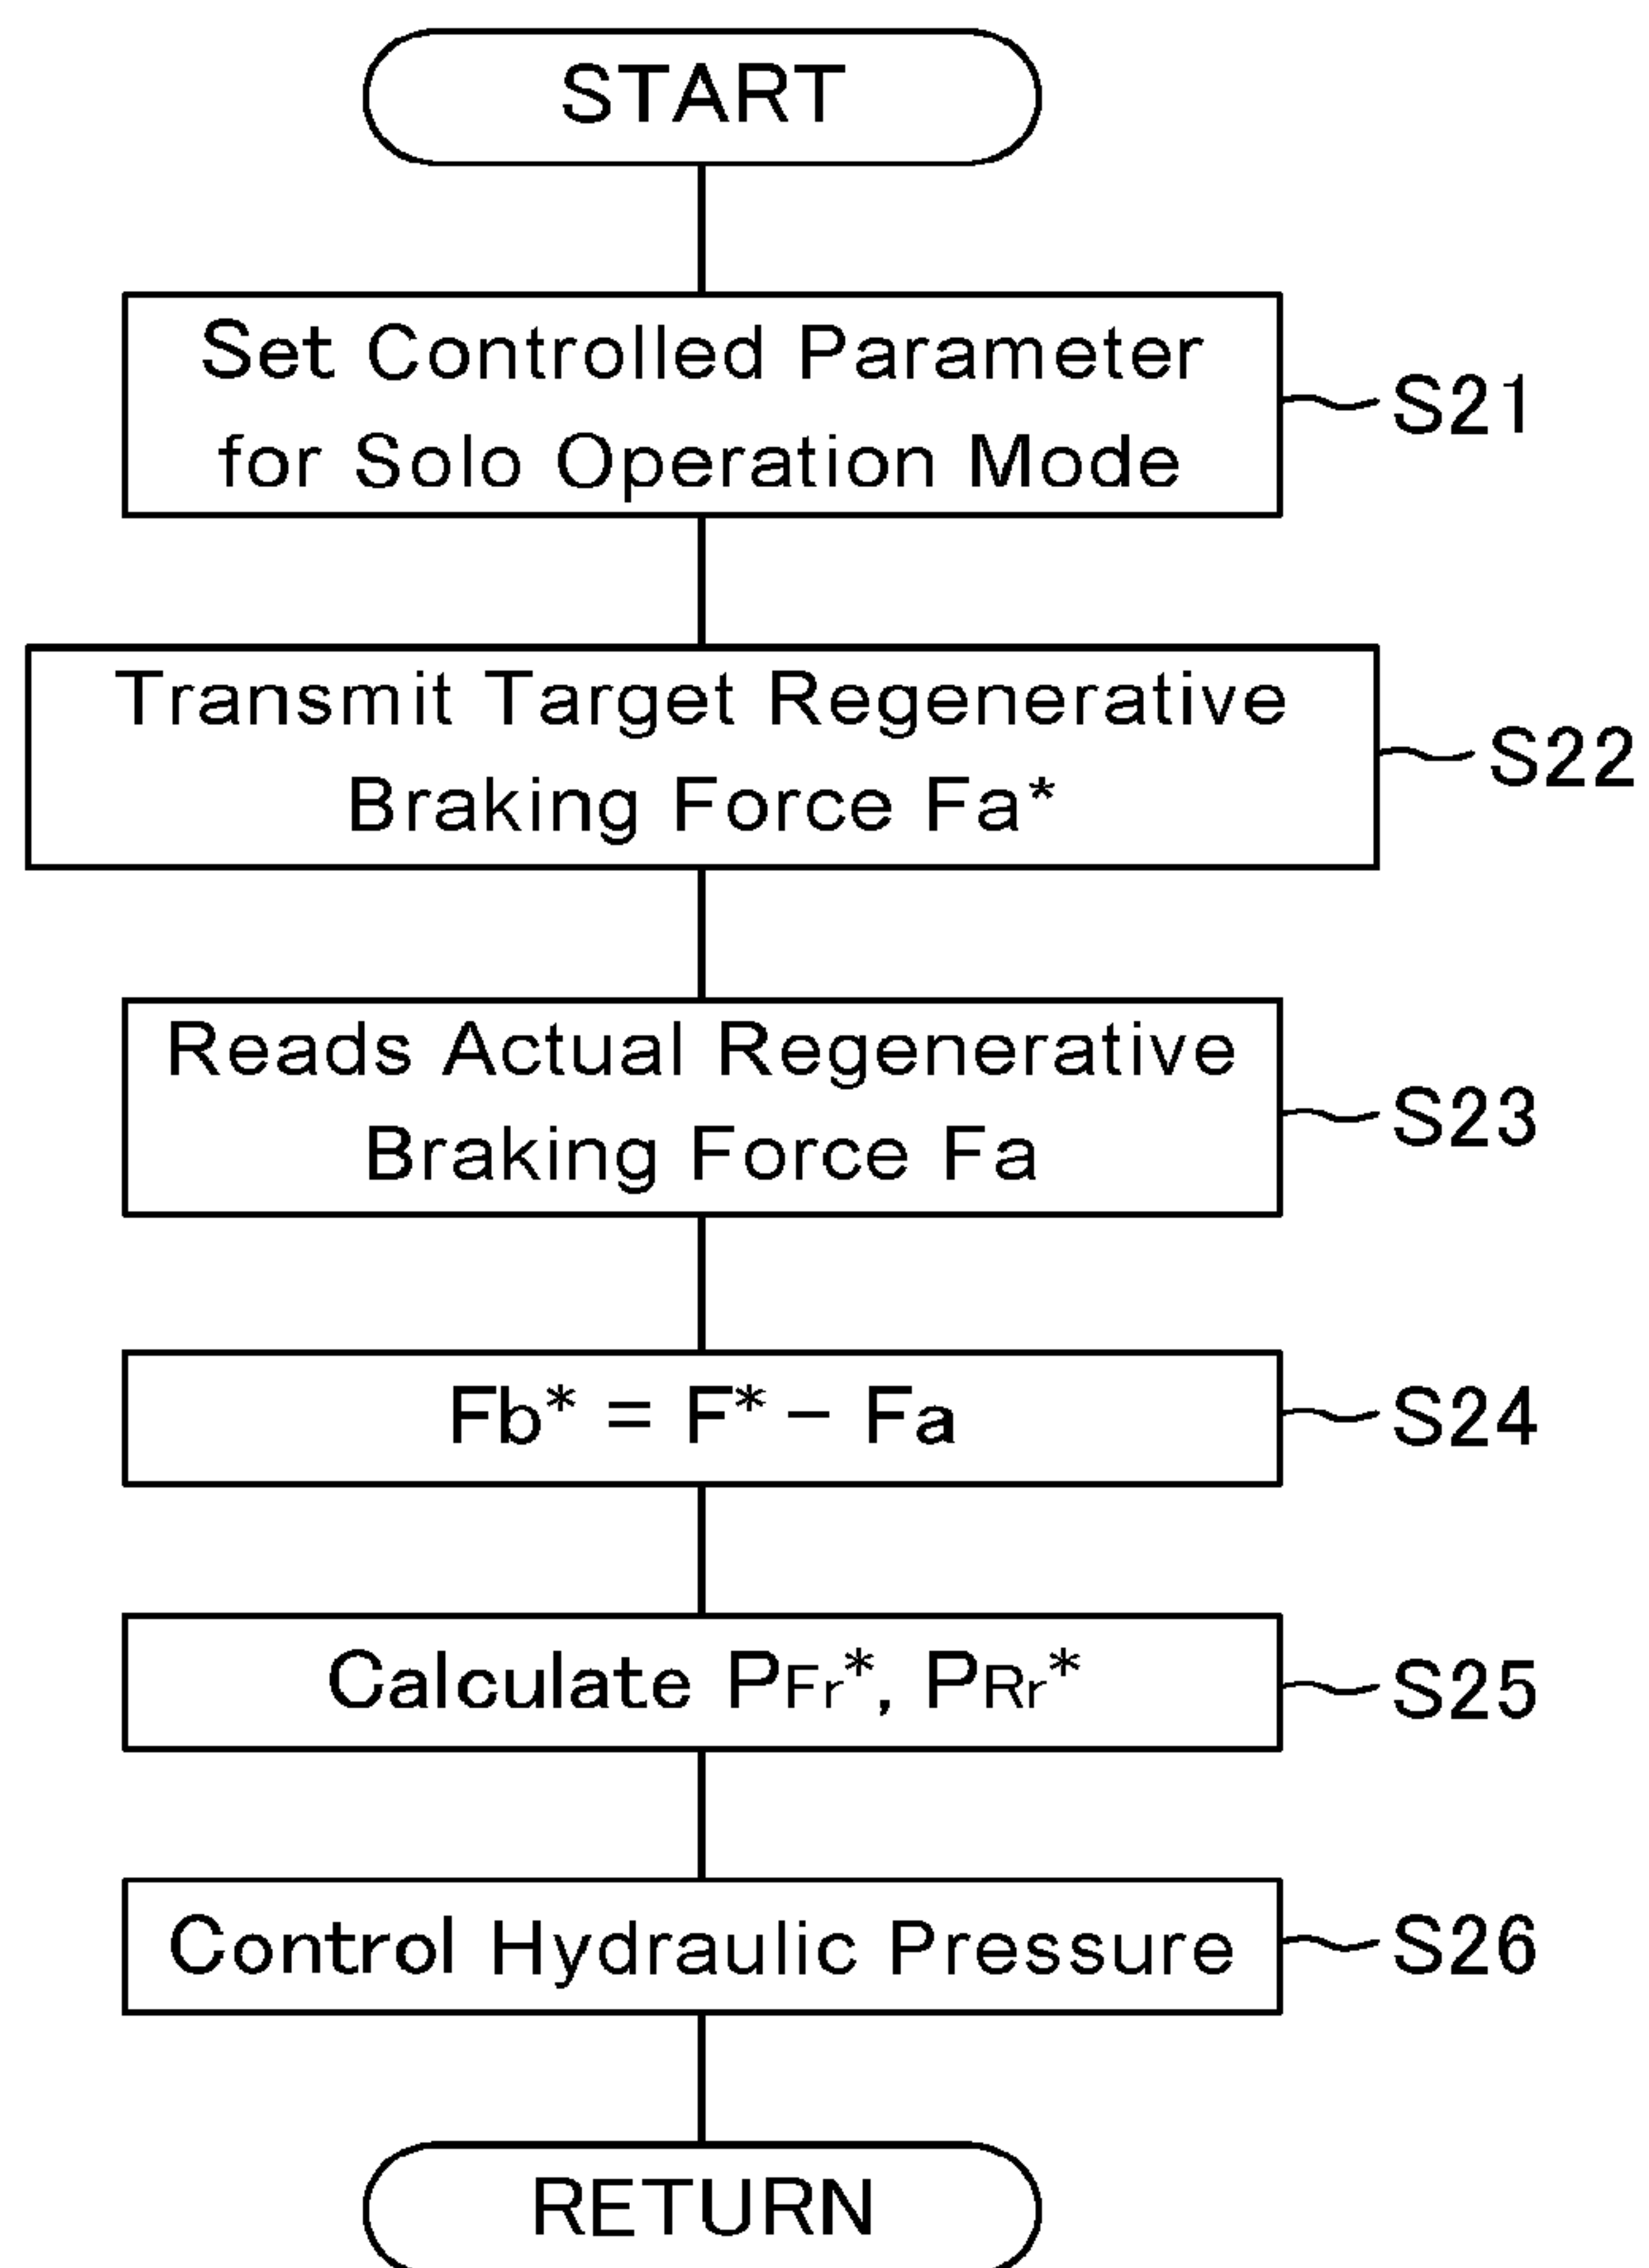 START
Set Controlled Parameter
for Solo Operation Mode
S21
Transmit Target Regenerative
Braking Force Fa*
S22
Reads Actual Regenerative
Braking Force Fa
S23
Fb* = F* − Fa
S24
Calculate PFr*, PRr*
S25
Control Hydraulic Pressure
S26
RETURN